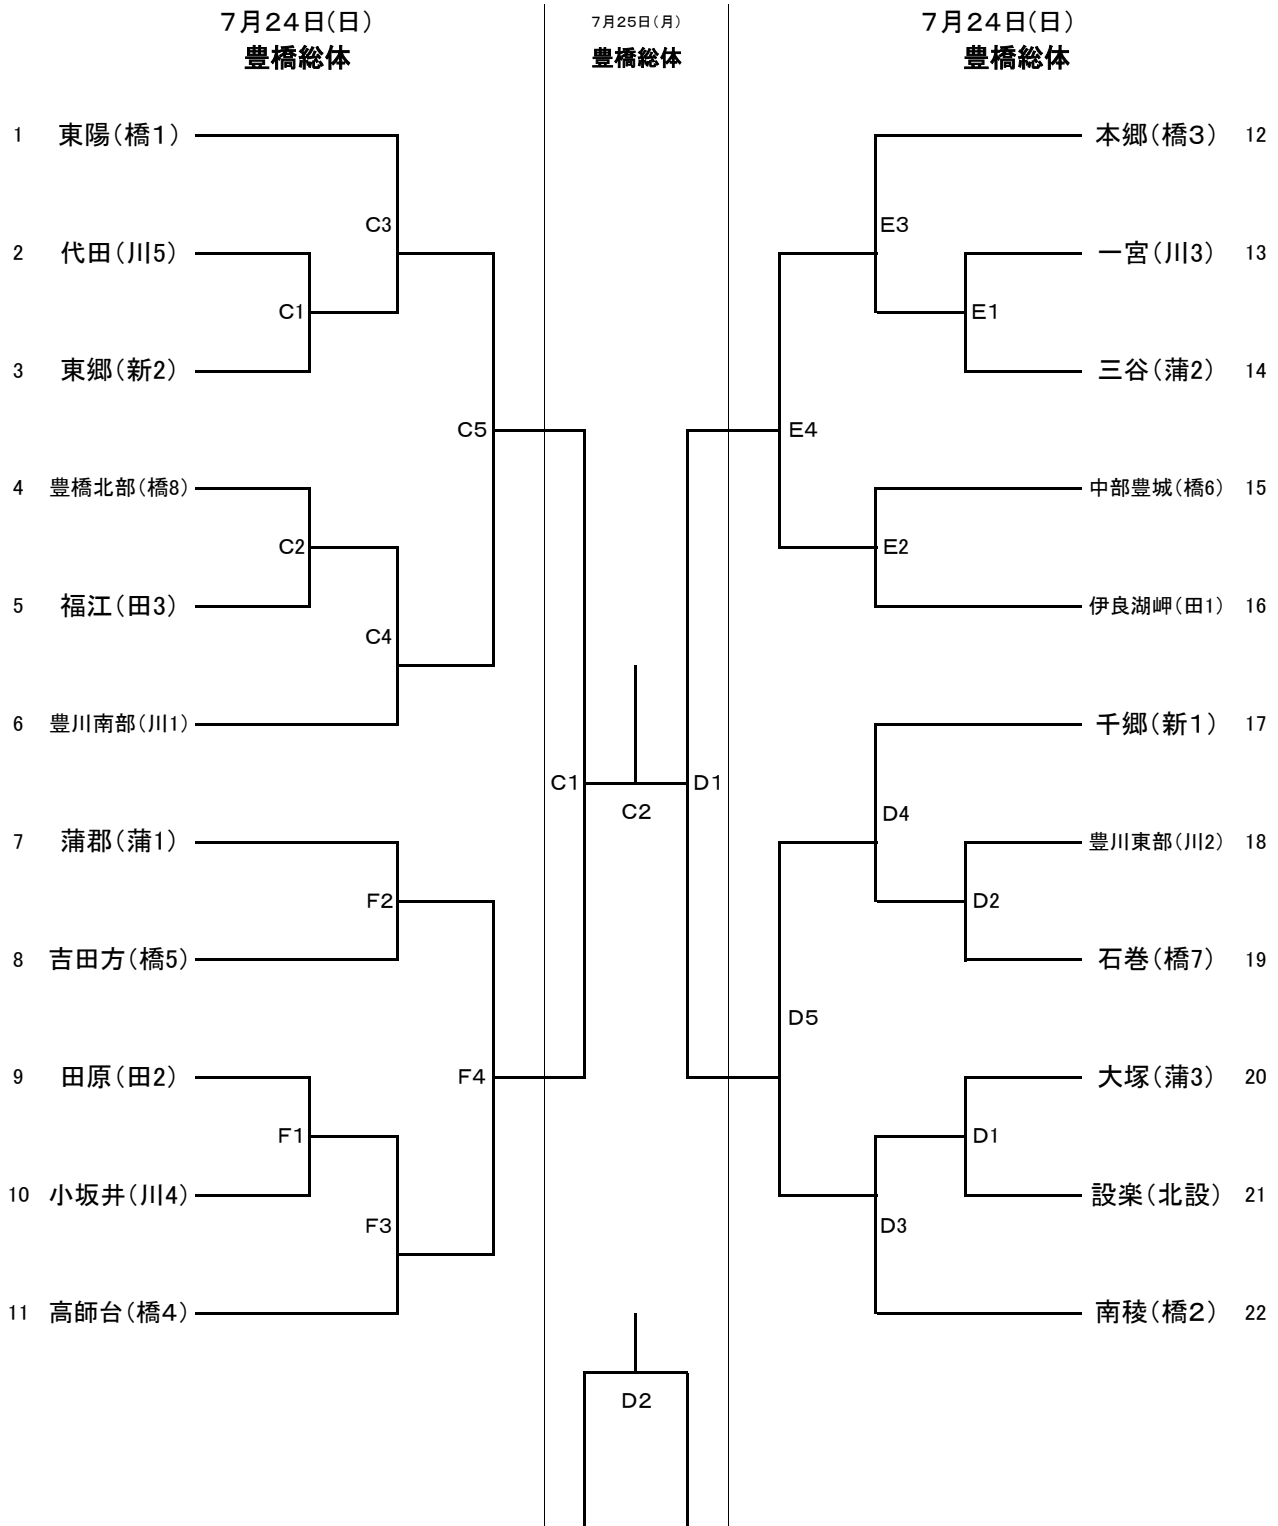 7月24日(日)
豊橋総体
7月25日(月)
豊橋総体
7月24日(日)
豊橋総体
1 東陽(橋1)
C3
2 代田(川5)
C1
3 東郷(新2)
C5
4 豊橋北部(橋8)
C2
5 福江(田3)
C4
6 豊川南部(川1)
7 蒲郡(蒲1)
F2
8 吉田方(橋5)
9 田原(田2)
F4
F1
10 小坂井(川4)
F3
11 高師台(橋4)
C1
C2
D1
D2
本郷(橋3) 12
E3
一宮(川3) 13
E1
三谷(蒲2) 14
E4
中部豊城(橋6) 15
E2
伊良湖岬(田1) 16
千郷(新1) 17
D4
豊川東部(川2) 18
D2
石巻(橋7) 19
D5
大塚(蒲3) 20
D1
設楽(北設) 21
D3
南稜(橋2) 22